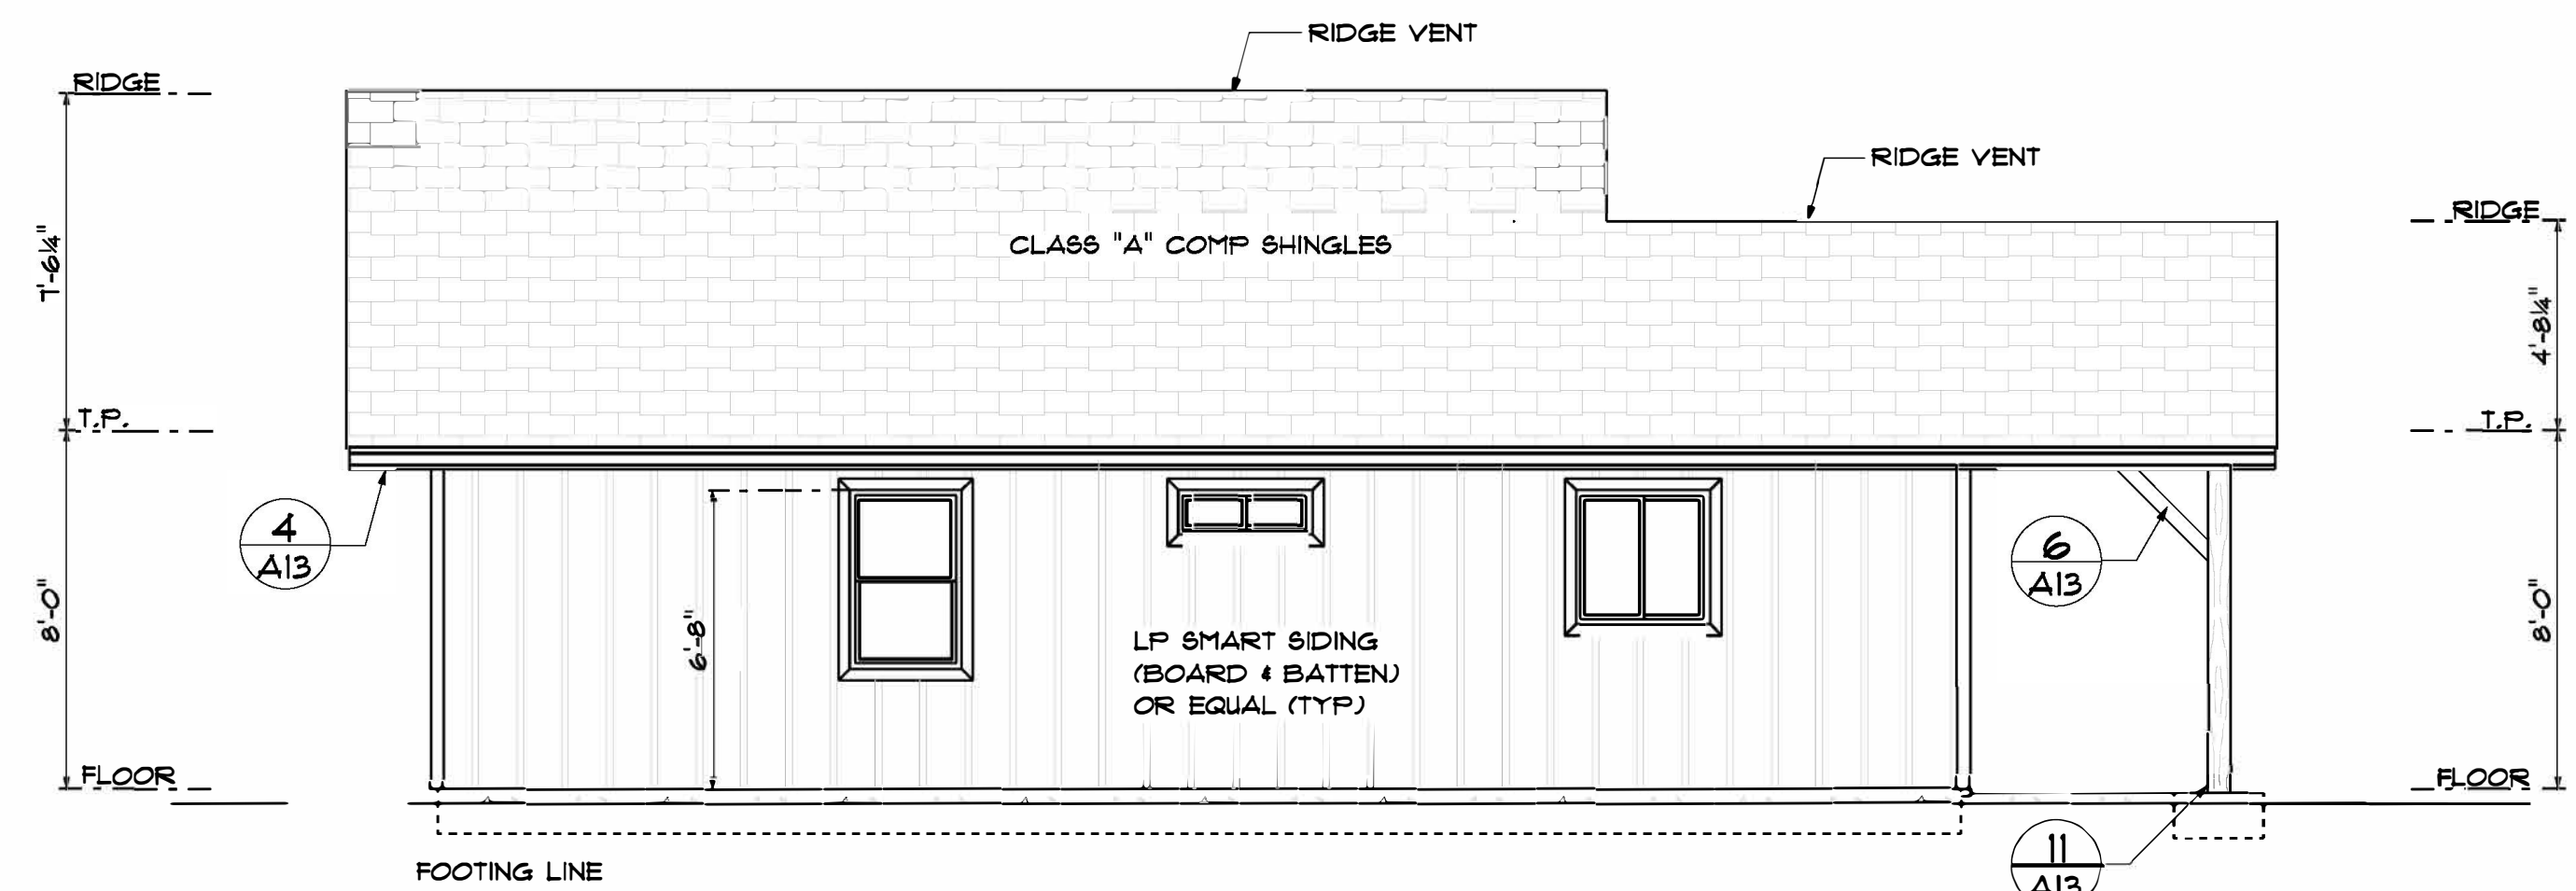 RIDGE VENT
RIDGE
RIDGE VENT
RIDGE
CLASS "A" COMP SHINGLES
7'-6¼"
4'-8¼"
T.P.
T.P.
4
A13
6
A13
8'-0"
6'-8"
8'-0"
LP SMART SIDING
(BOARD & BATTEN)
OR EQUAL (TYP.)
FLOOR
FLOOR
11
A13
FOOTING LINE